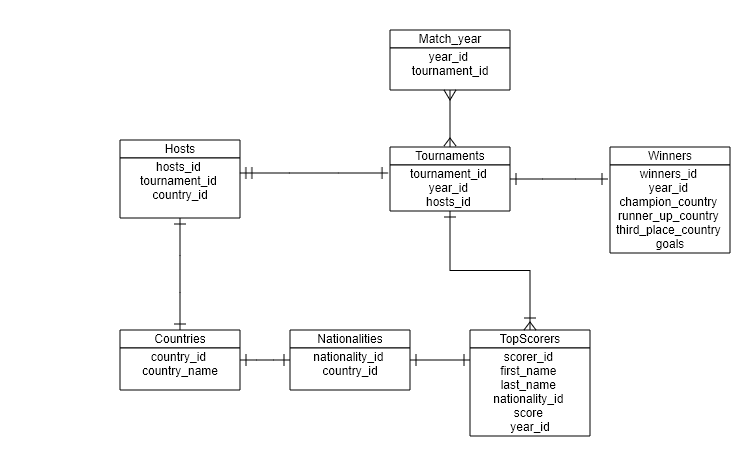 Match_year
year_id
tournament_id
Hosts
hosts_id
tournament_id
country_id
Tournaments
tournament_id
year_id
hosts_id
Winners
winners_id
year_id
champion_country
runner_up_country
third_place_country
goals
Countries
country_id
country_name
Nationalities
nationality_id
country_id
TopScorers
scorer_id
first_name
last_name
nationality_id
score
year_id